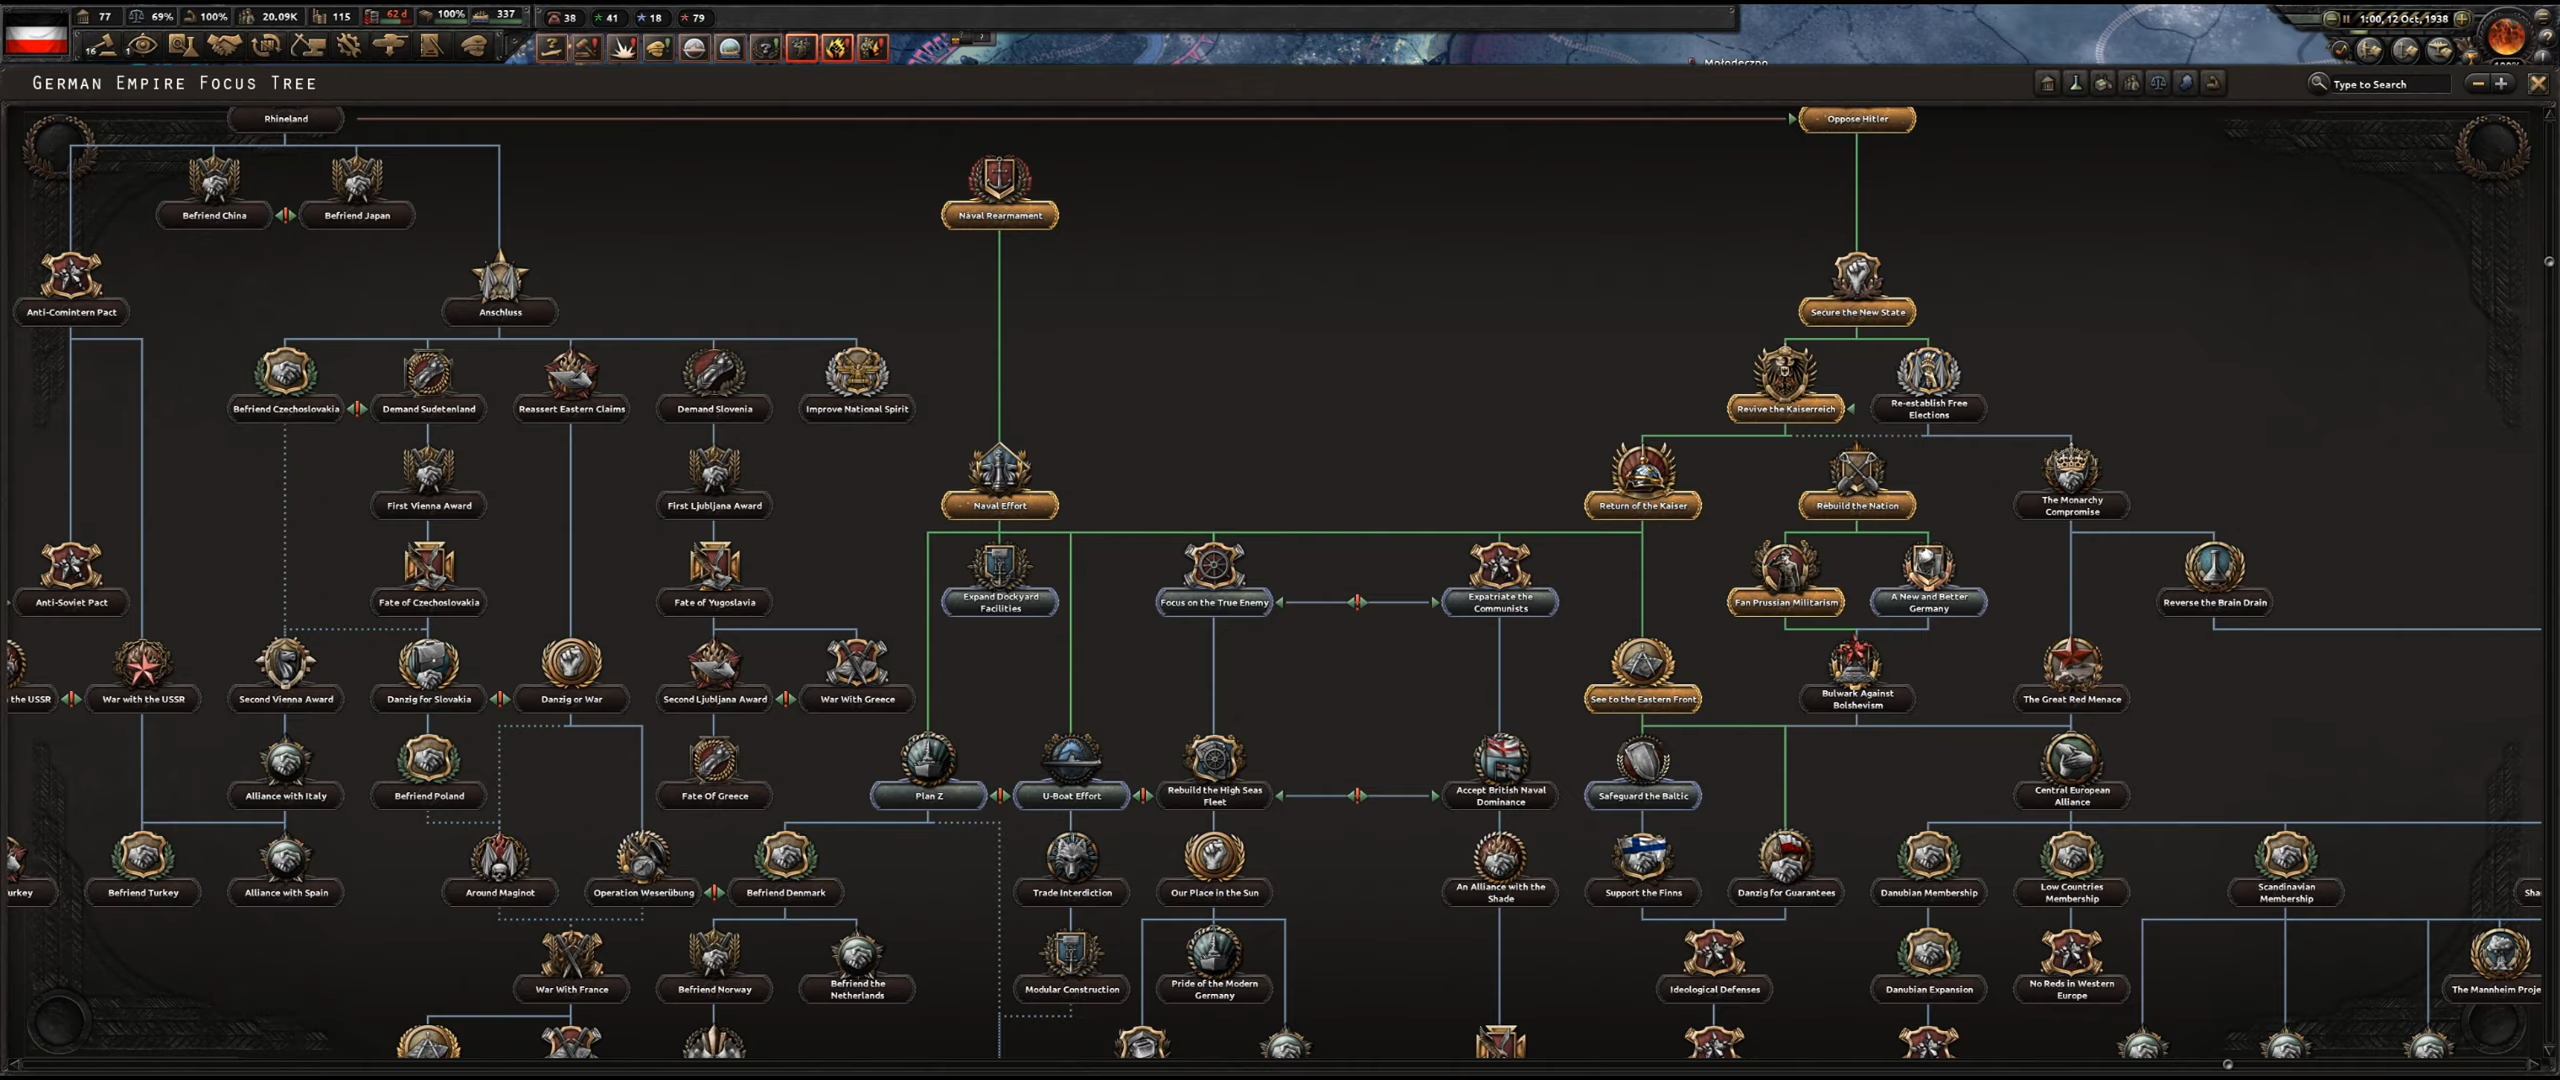 77 69% 100% 20.09K 115 62 d 100% 337 38 41 18 79 1:00, 12 Oct, 1938
16 1
Mołodeczno
German Empire Focus Tree
Type to Search
Rhineland
Oppose Hitler
Befriend China
Befriend Japan
Naval Rearmament
Anti-Comintern Pact
Anschluss
Secure the New State
Befriend Czechoslovakia
Demand Sudetenland
Reassert Eastern Claims
Demand Slovenia
Improve National Spirit
Revive the Kaiserreich
Re-establish Free
Elections
First Vienna Award
First Ljubljana Award
Naval Effort
Return of the Kaiser
Rebuild the Nation
The Monarchy
Compromise
Anti-Soviet Pact
Fate of Czechoslovakia
Fate of Yugoslavia
Expand Dockyard
Facilities
Focus on the True Enemy
Expatriate the
Communists
Fan Prussian Militarism
A New and Better
Germany
Reverse the Brain Drain
the USSR
War with the USSR
Second Vienna Award
Danzig for Slovakia
Danzig or War
Second Ljubljana Award
War With Greece
See to the Eastern Front
Bulwark Against
Bolshevism
The Great Red Menace
Alliance with Italy
Befriend Poland
Fate Of Greece
Plan Z
U-Boat Effort
Rebuild the High Seas
Fleet
Accept British Naval
Dominance
Safeguard the Baltic
Central European
Alliance
urkey
Befriend Turkey
Alliance with Spain
Around Maginot
Operation Weserübung
Befriend Denmark
Trade Interdiction
Our Place in the Sun
An Alliance with the
Shade
Support the Finns
Danzig for Guarantees
Danubian Membership
Low Countries
Membership
Scandinavian
Membership
Sha
War With France
Befriend Norway
Befriend the
Netherlands
Modular Construction
Pride of the Modern
Germany
Ideological Defenses
Danubian Expansion
No Reds in Western
Europe
The Mannheim Proje